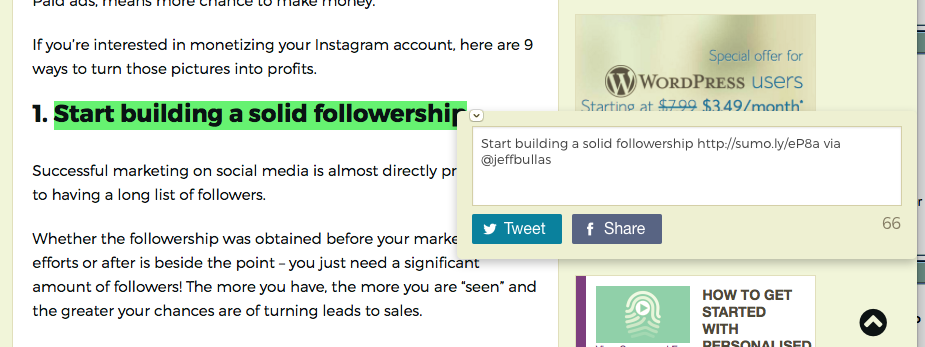 Paid ads, means more chance to make money.
If you're interested in monetizing your Instagram account, here are 9
ways to turn those pictures into profits.
1. Start building a solid followership
Successful marketing on social media is almost directly pr
to having a long list of followers.
Whether the followership was obtained before your marke
efforts or after is beside the point – you just need a significant
amount of followers! The more you have, the more you are "seen" and
the greater your chances are of turning leads to sales.
Special offer for
WORDPRESS USERS
Starting at $7.99 $3.49/month*
Start building a solid followership http://sumo.ly/eP8a via
@jeffbullas
Tweet
Share
66
HOW TO GET
STARTED
WITH
PERSONALISED